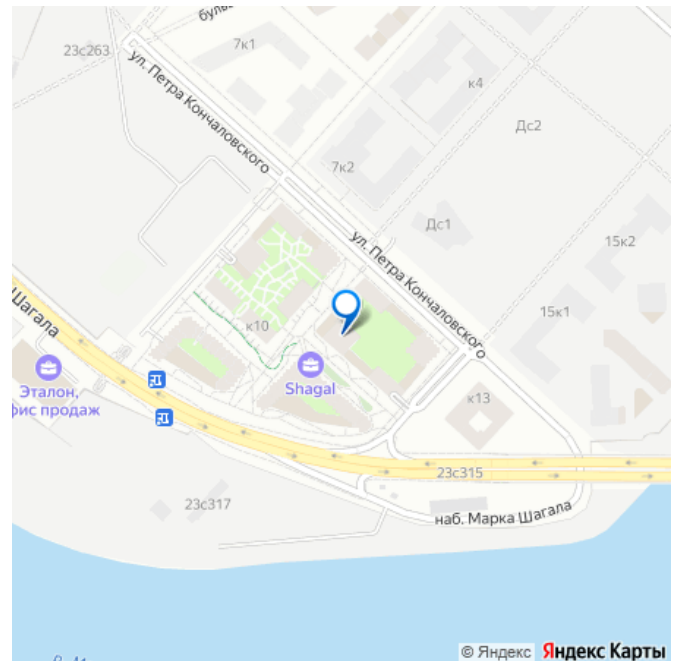 7к1
23с263
ул. Петра Кончаловского
к4
Дс2
7к2
Дс1
15к2
ул. Петра Кончаловского
Шагала
15к1
к10
Эталон,
Shagal
фис продаж
к13
23с315
23с317
наб. Марка Шагала
© Яндекс Яндекс Карты